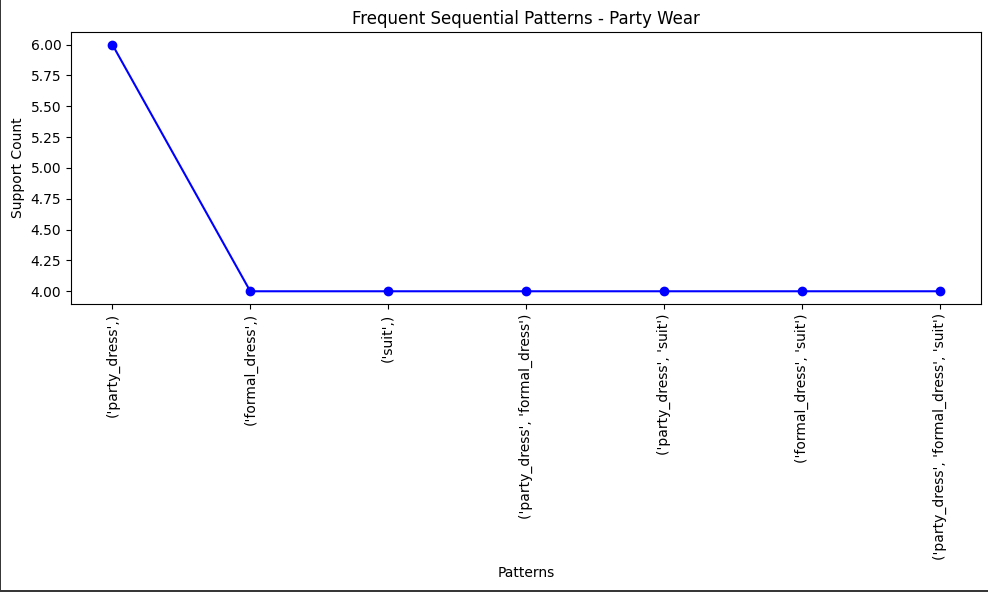 Frequent Sequential Patterns - Party Wear
Support Count
6.00
5.75
5.50
5.25
5.00
4.75
4.50
4.25
4.00
('party_dress',)
('formal_dress',)
('suit',)
('party_dress', 'formal_dress')
('party_dress', 'suit')
('formal_dress', 'suit')
('party_dress', 'formal_dress', 'suit')
Patterns